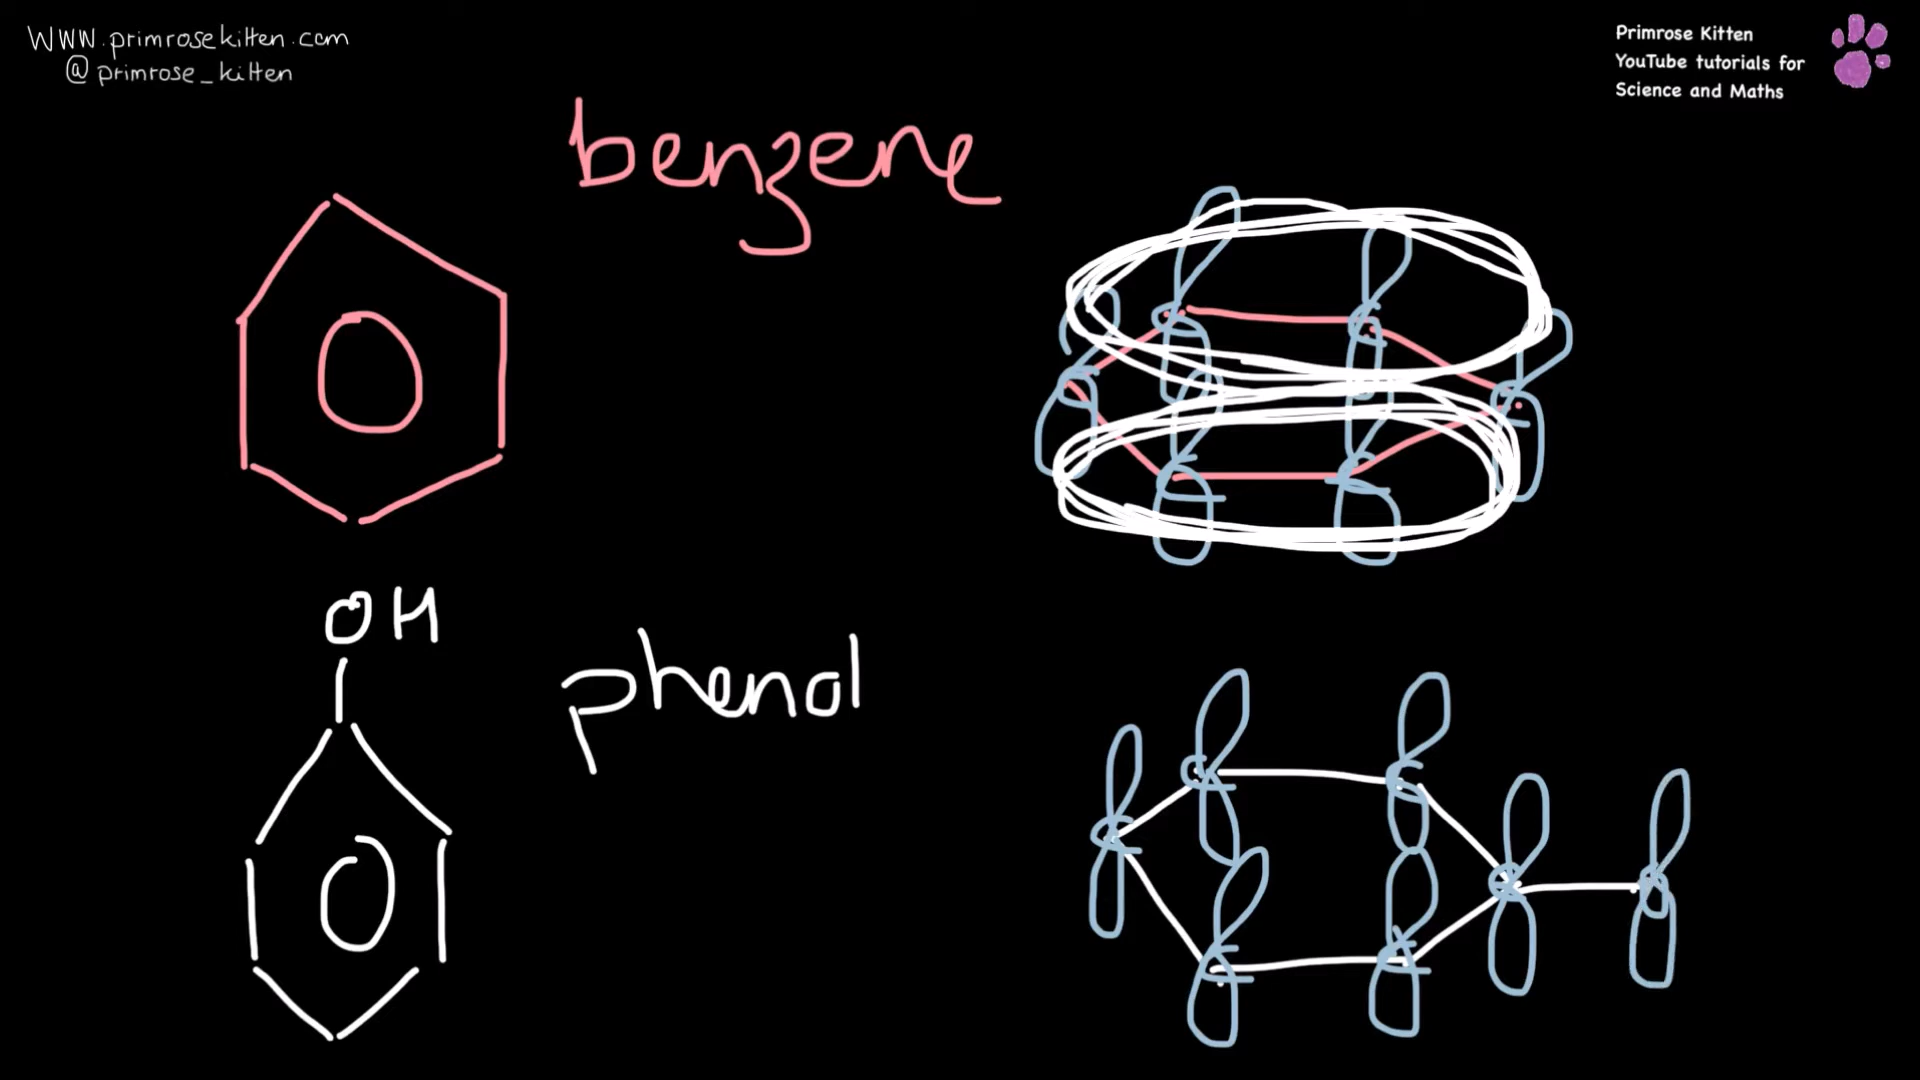 www.primrosekitten.com
@primrose_kitten
Primrose Kitten
YouTube tutorials for
Science and Maths
benzene
OH
phenol